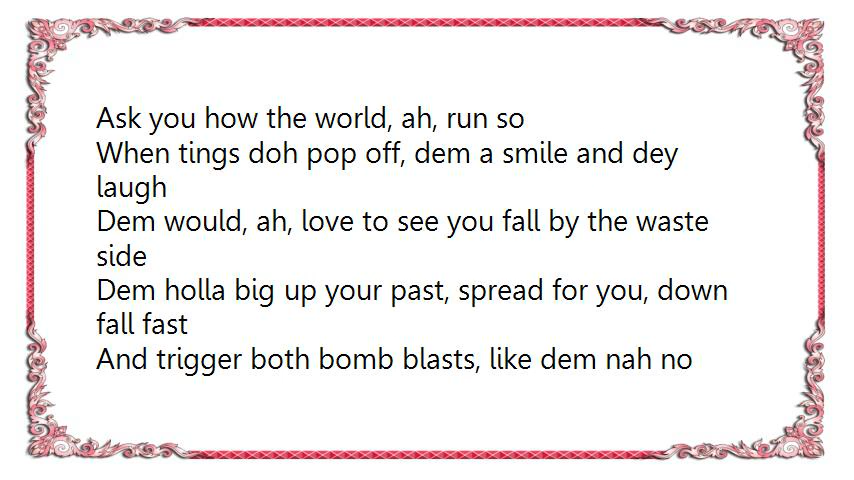 Ask you how the world, ah, run so
When tings doh pop off, dem a smile and dey
laugh
Dem would, ah, love to see you fall by the waste
side
Dem holla big up your past, spread for you, down
fall fast
And trigger both bomb blasts, like dem nah no